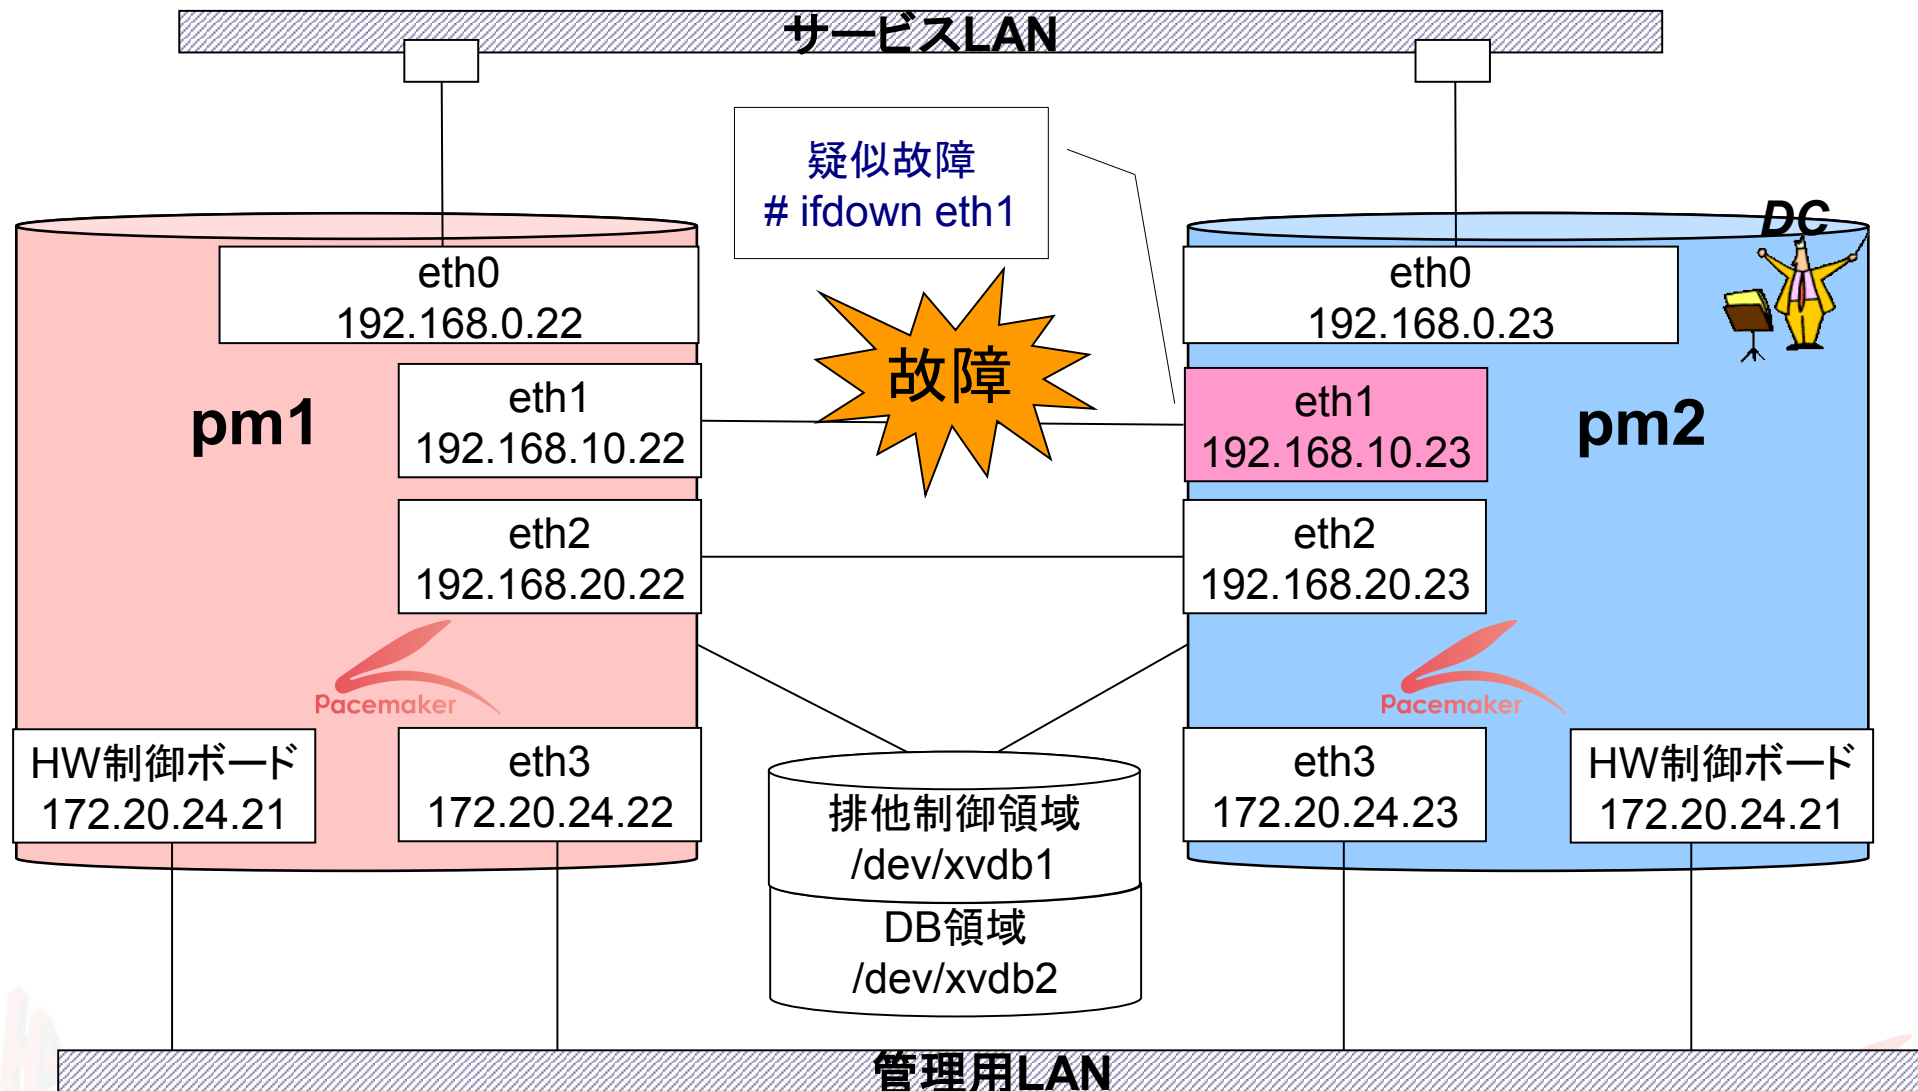 サービスLAN
疑似故障
# ifdown eth1
DC
eth0
192.168.0.22
eth0
192.168.0.23
故障
pm1
eth1
192.168.10.22
eth1
192.168.10.23
pm2
eth2
192.168.20.22
eth2
192.168.20.23
Pacemaker
Pacemaker
HW制御ボード
172.20.24.21
eth3
172.20.24.22
排他制御領域
/dev/xvdb1
DB領域
/dev/xvdb2
eth3
172.20.24.23
HW制御ボード
172.20.24.21
管理用LAN